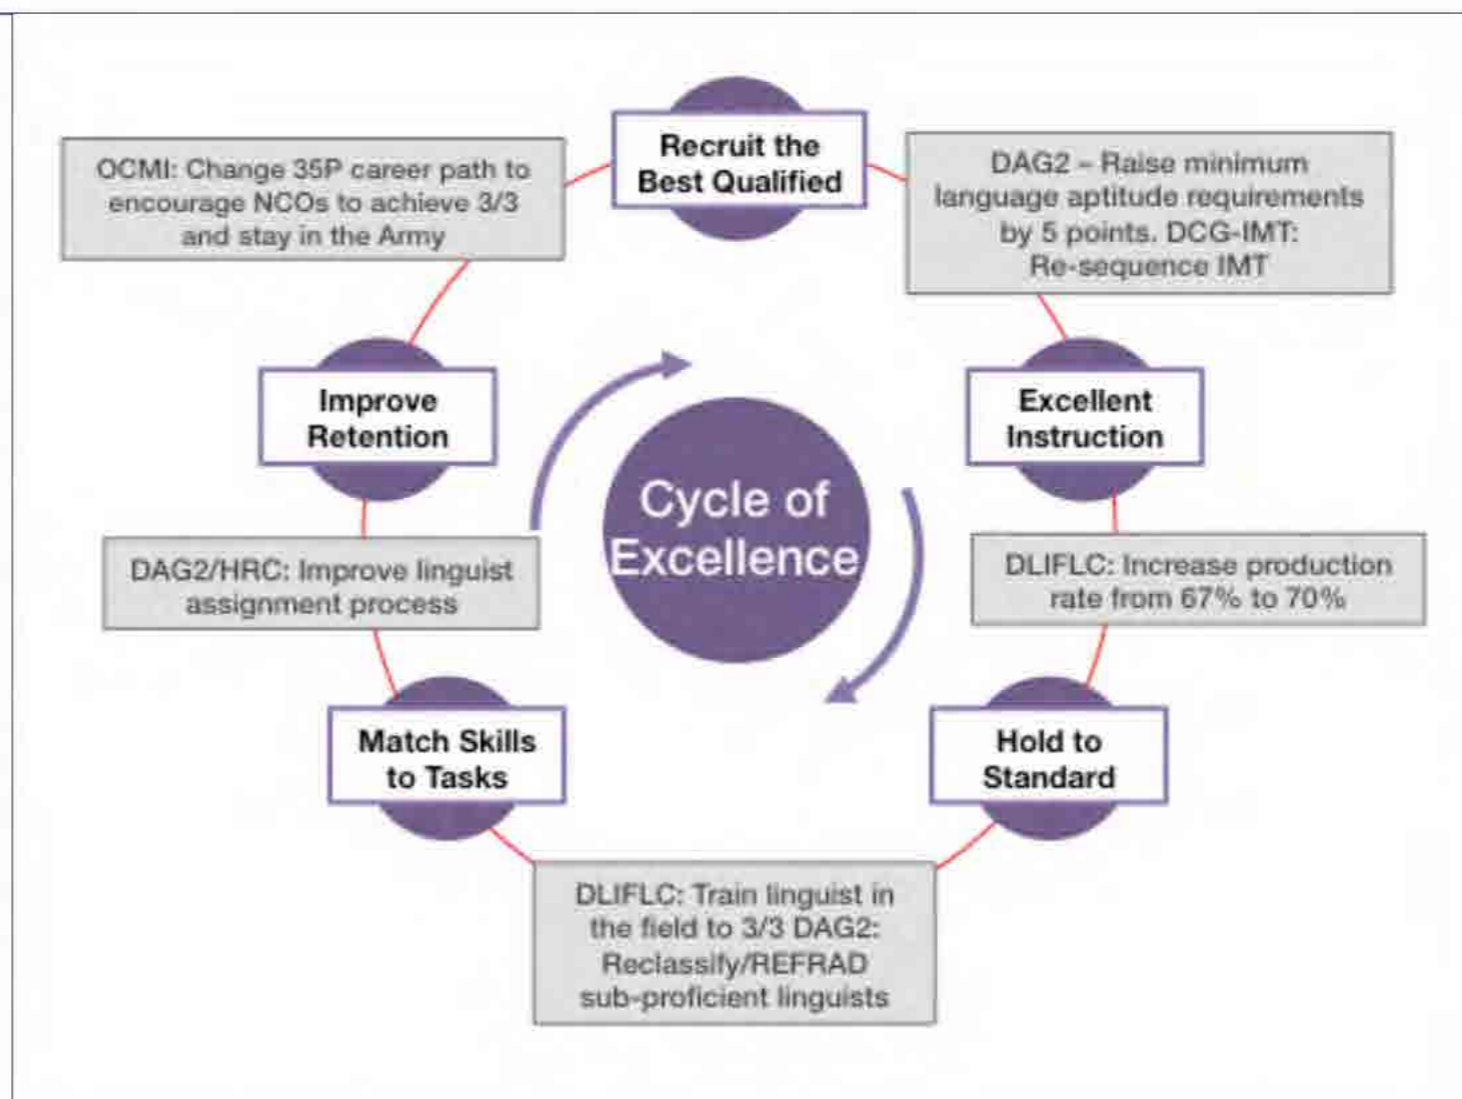 Recruit the
Best Qualified
OCMI: Change 35P career path to
encourage NCOs to achieve 3/3
and stay in the Army
DAG2 – Raise minimum
language aptitude requirements
by 5 points. DCG-IMT:
Re-sequence IMT
Improve
Retention
Excellent
Instruction
Cycle of
Excellence
DAG2/HRC: Improve linguist
assignment process
DLIFLC: Increase production
rate from 67% to 70%
Match Skills
to Tasks
Hold to
Standard
DLIFLC: Train linguist in
the field to 3/3 DAG2:
Reclassify/REFRAD
sub-proficient linguists